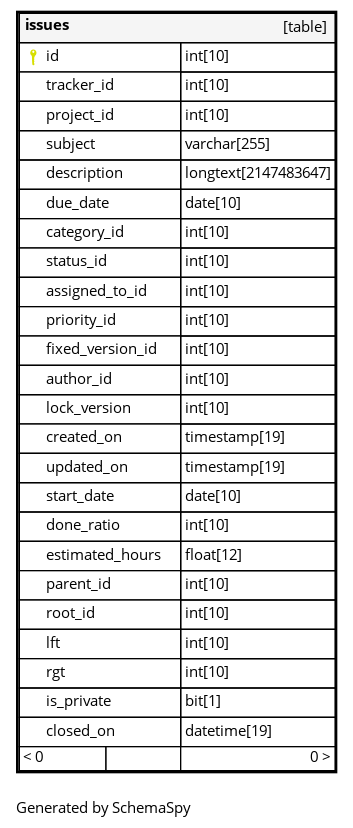 issues [table]
id int[10]
tracker_id int[10]
project_id int[10]
subject varchar[255]
description longtext[2147483647]
due_date date[10]
category_id int[10]
status_id int[10]
assigned_to_id int[10]
priority_id int[10]
fixed_version_id int[10]
author_id int[10]
lock_version int[10]
created_on timestamp[19]
updated_on timestamp[19]
start_date date[10]
done_ratio int[10]
estimated_hours float[12]
parent_id int[10]
root_id int[10]
lft int[10]
rgt int[10]
is_private bit[1]
closed_on datetime[19]
< 0 0 >
Generated by SchemaSpy